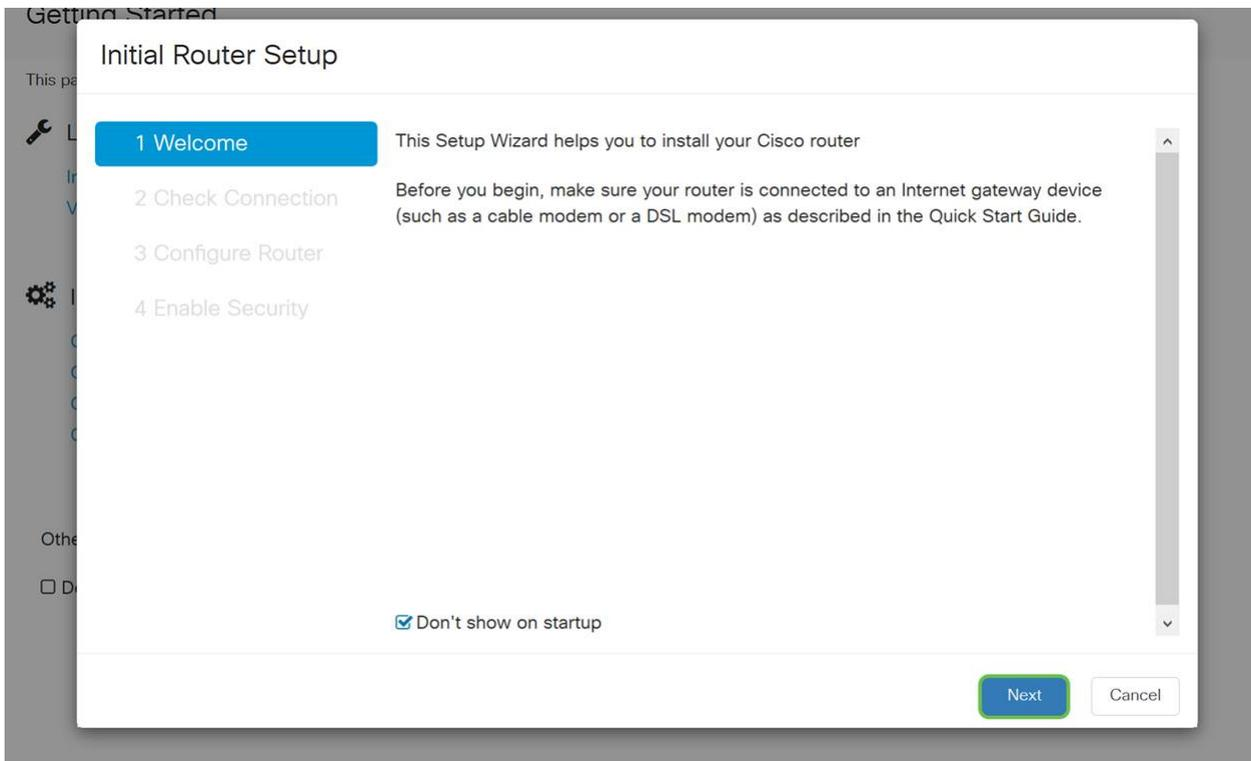 Getting Started
Initial Router Setup
This pa
1 Welcome
2 Check Connection
3 Configure Router
4 Enable Security
This Setup Wizard helps you to install your Cisco router
Before you begin, make sure your router is connected to an Internet gateway device
(such as a cable modem or a DSL modem) as described in the Quick Start Guide.
Othe
Don't show on startup
Next
Cancel